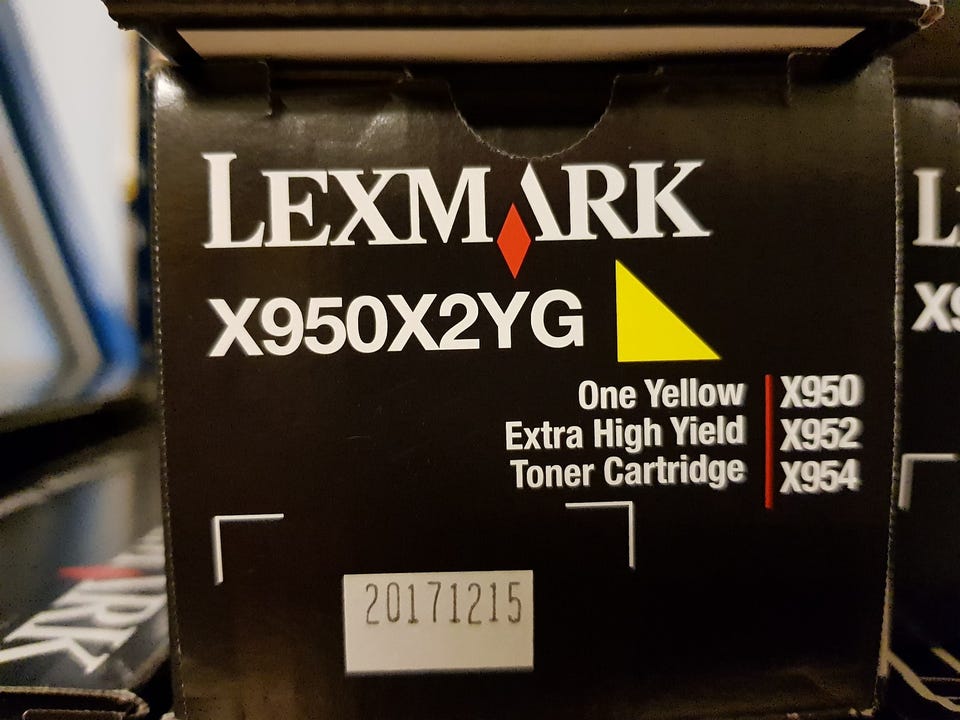 LEXMARK
X950X2YG
One Yellow
Extra High Yield
Toner Cartridge
X950
X952
X954
20171215